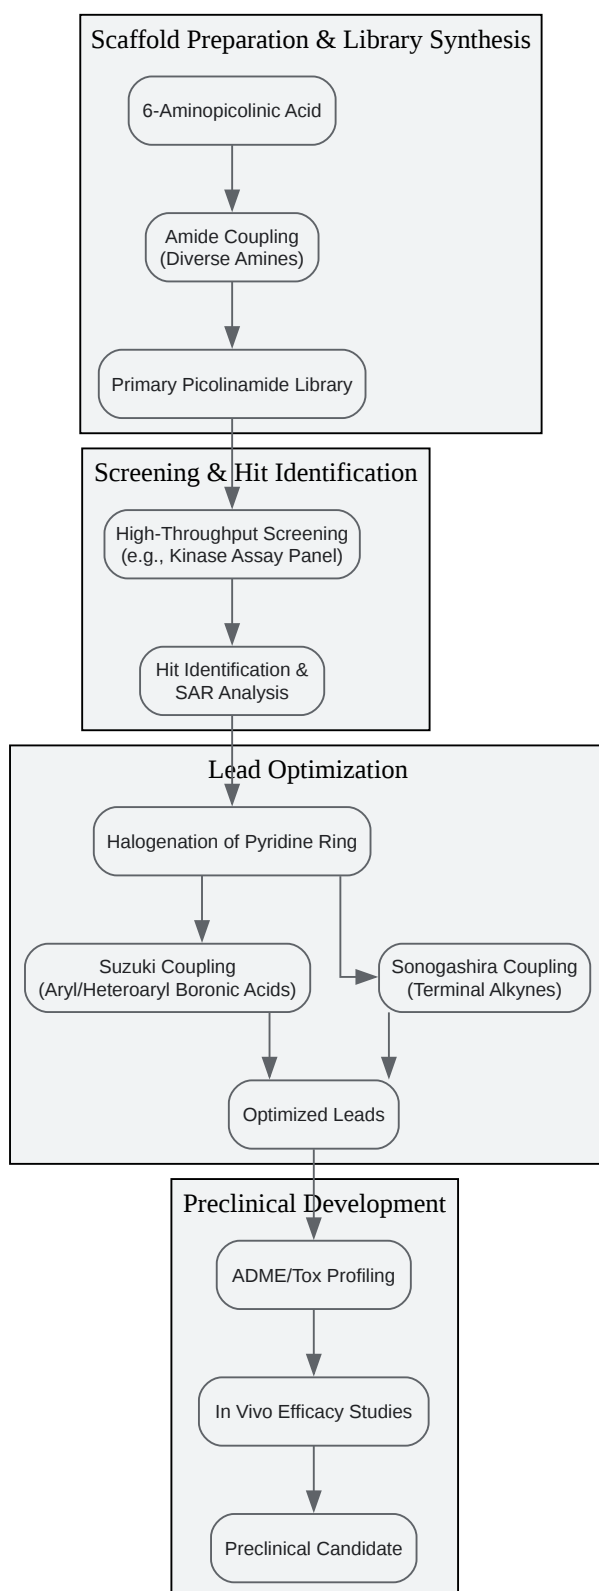 Scaffold Preparation & Library Synthesis
6-Aminopicolinic Acid
Amide Coupling
(Diverse Amines)
Primary Picolinamide Library
Screening & Hit Identification
High-Throughput Screening
(e.g., Kinase Assay Panel)
Hit Identification &
SAR Analysis
Lead Optimization
Halogenation of Pyridine Ring
Suzuki Coupling
(Aryl/Heteroaryl Boronic Acids)
Sonogashira Coupling
(Terminal Alkynes)
Optimized Leads
Preclinical Development
ADME/Tox Profiling
In Vivo Efficacy Studies
Preclinical Candidate